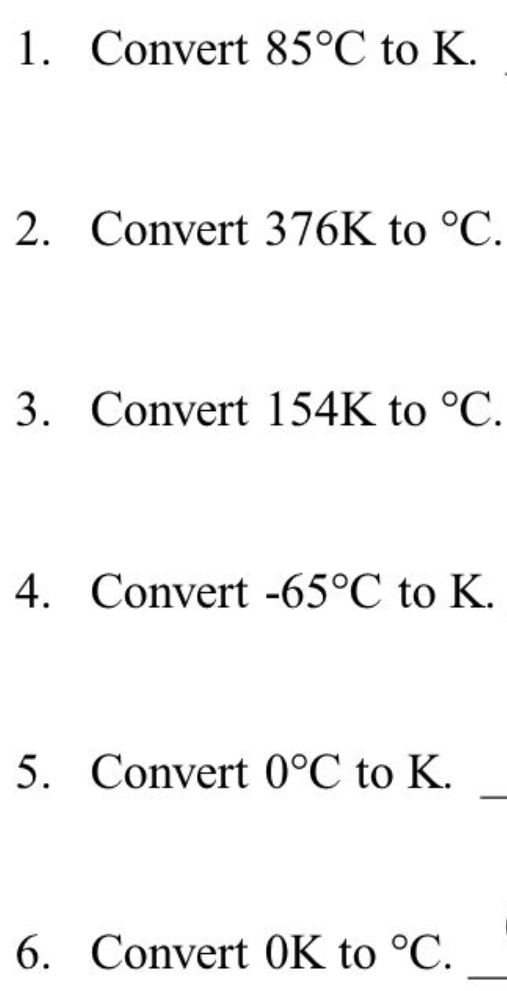 1. Convert 85°C to K.
2. Convert 376K to °C.
3. Convert 154K to °C.
4. Convert -65°C to K.
5. Convert 0°C to K. _
6. Convert 0K to °C. _